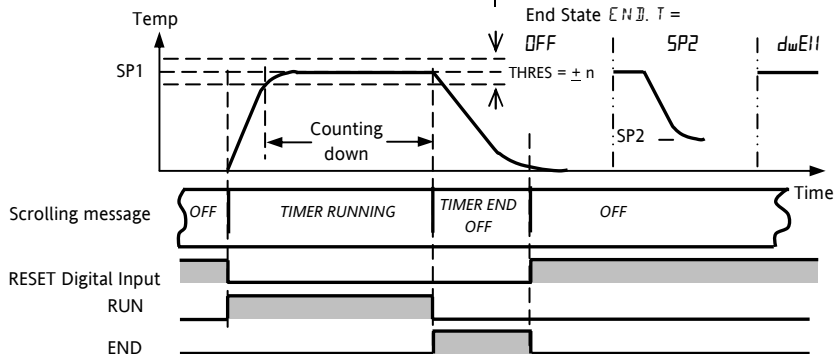 Temp
End State END. T =
OFF
SP2
dwEll
SP1
THRES = ± n
Counting
down
SP2
Time
Scrolling message
OFF
TIMER RUNNING
TIMER END
OFF
OFF
RESET Digital Input
RUN
END